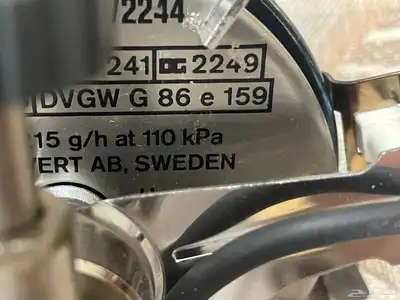 /2244
241 DG 2249
DVGW G 86 e 159
15 g/h at 110 kPa
VERT AB, SWEDEN